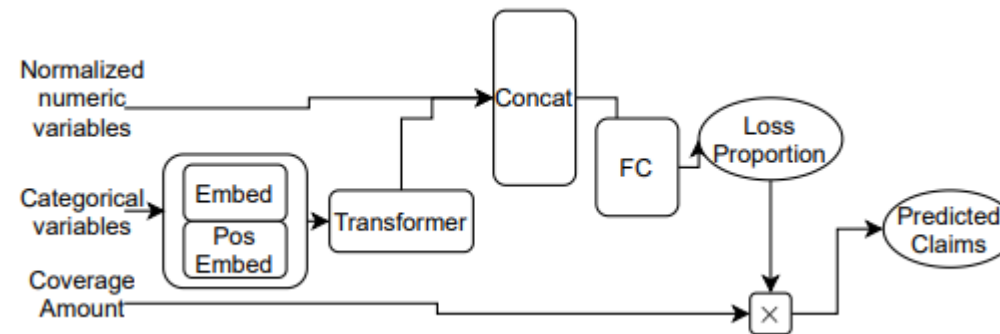 Normalized
numeric
variables
Concat
Loss
Proportion
FC
Categorical
variables
Embed
Pos
Embed
Transformer
Predicted
Claims
Coverage
Amount
×